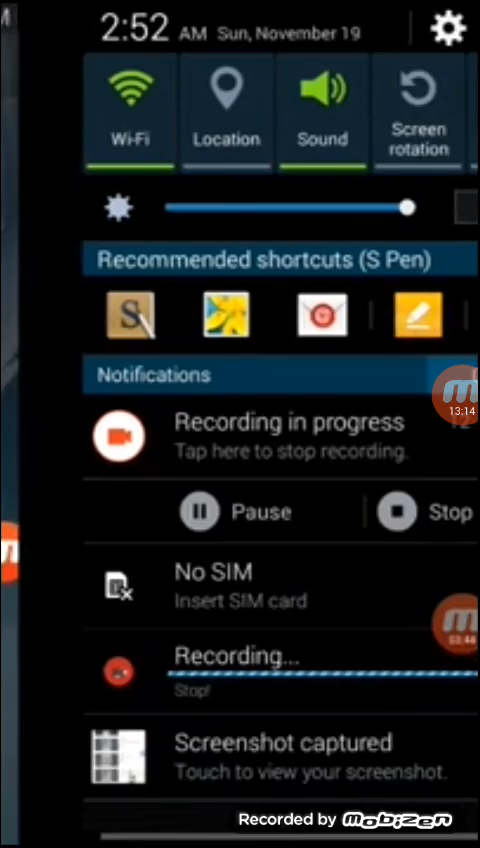 M
2:52 AM Sun, November 19
Wi-Fi
Location
Sound
Screen
rotation
Recommended shortcuts (S Pen)
S
Notifications
13:14
12
Recording in progress
Tap here to stop recording.
Pause
Stop
No SIM
Insert SIM card
03:44
Recording...
Stop!
Screenshot captured
Touch to view your screenshot.
Recorded by MOBIZEN